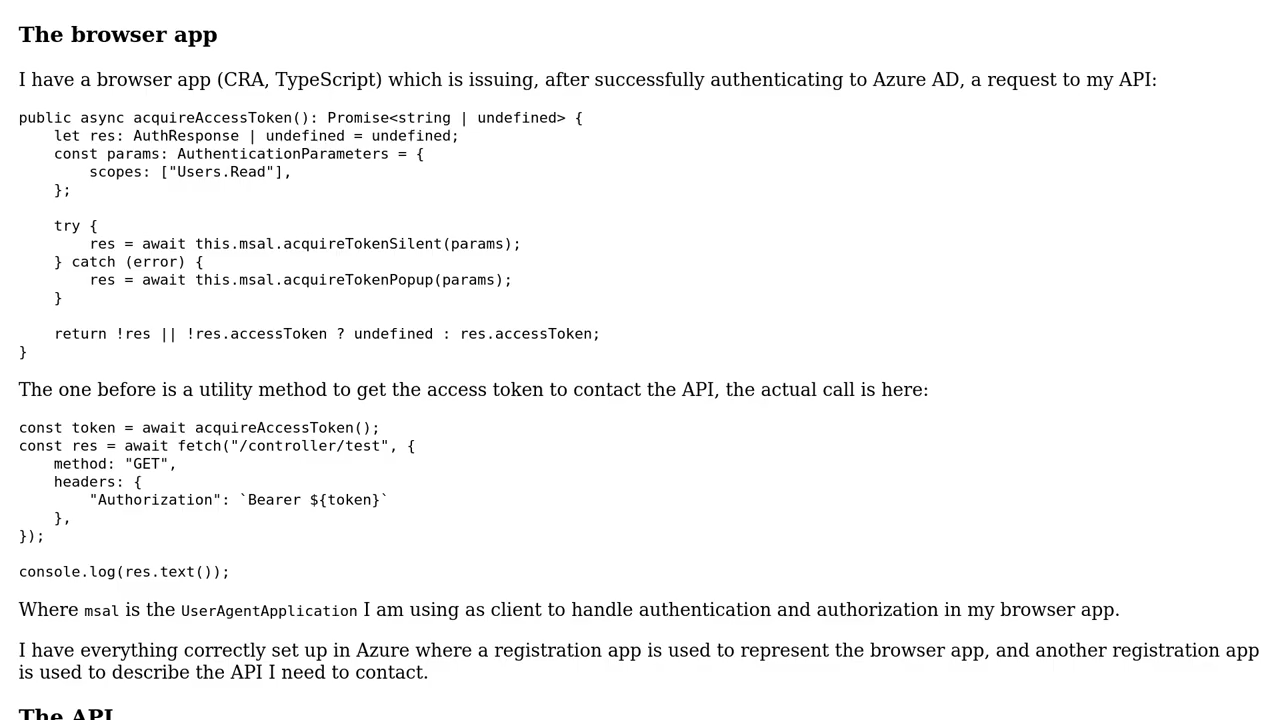 The browser app
I have a browser app (CRA, TypeScript) which is issuing, after successfully authenticating to Azure AD, a request to my API:
public async acquireAccessToken(): Promise<string | undefined> {
    let res: AuthResponse | undefined = undefined;
    const params: AuthenticationParameters = {
        scopes: ["Users.Read"],
    };

    try {
        res = await this.msal.acquireTokenSilent(params);
    } catch (error) {
        res = await this.msal.acquireTokenPopup(params);
    }

    return !res || !res.accessToken ? undefined : res.accessToken;
}
The one before is a utility method to get the access token to contact the API, the actual call is here:
const token = await acquireAccessToken();
const res = await fetch("/controller/test", {
    method: "GET",
    headers: {
        "Authorization": `Bearer ${token}`
    },
});

console.log(res.text());
Where msal is the UserAgentApplication I am using as client to handle authentication and authorization in my browser app.
I have everything correctly set up in Azure where a registration app is used to represent the browser app, and another registration app
is used to describe the API I need to contact.
The API